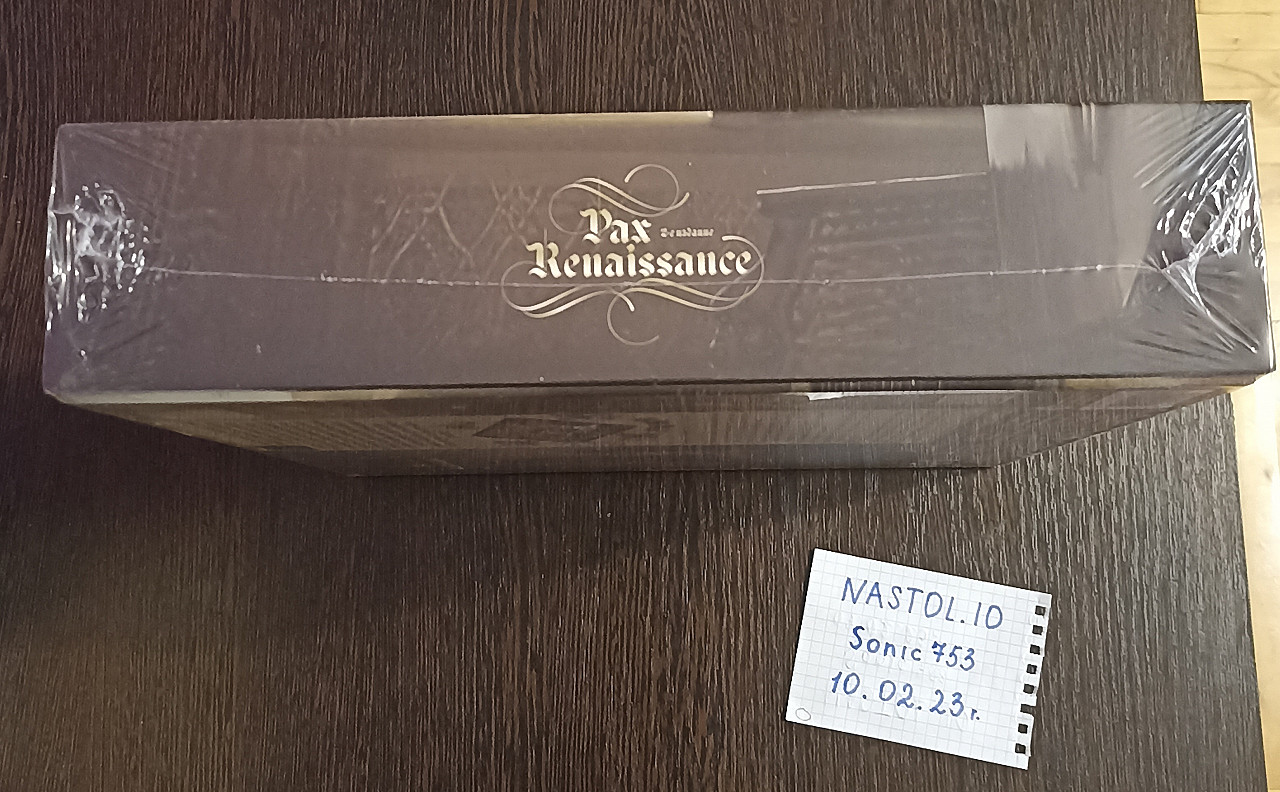 Pax
Renaissance
NASTOL.IO
Sonic 753
10.02.23г.